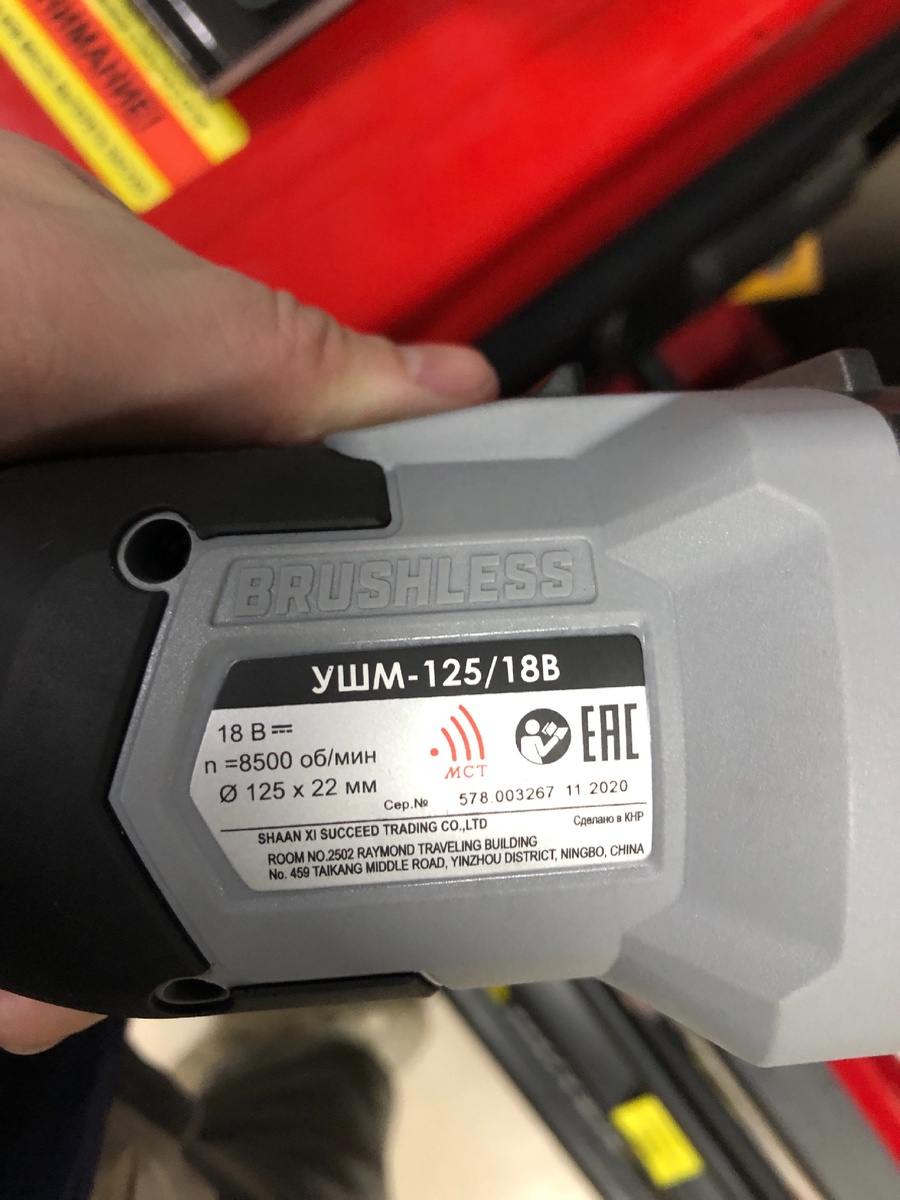 ВНИМАНИЕ!
BRUSHLESS
УШМ-125/18В
18 В
n =8500 об/мин
Ø 125 x 22 мм
МСТ
EAC
Сер.№ 578.003267 11.2020
SHAAN XI SUCCEED TRADING CO.,LTD
Сделано в КНР
ROOM NO.2502 RAYMOND TRAVELING BUILDING
No. 459 TAIKANG MIDDLE ROAD, YINZHOU DISTRICT, NINGBO, CHINA